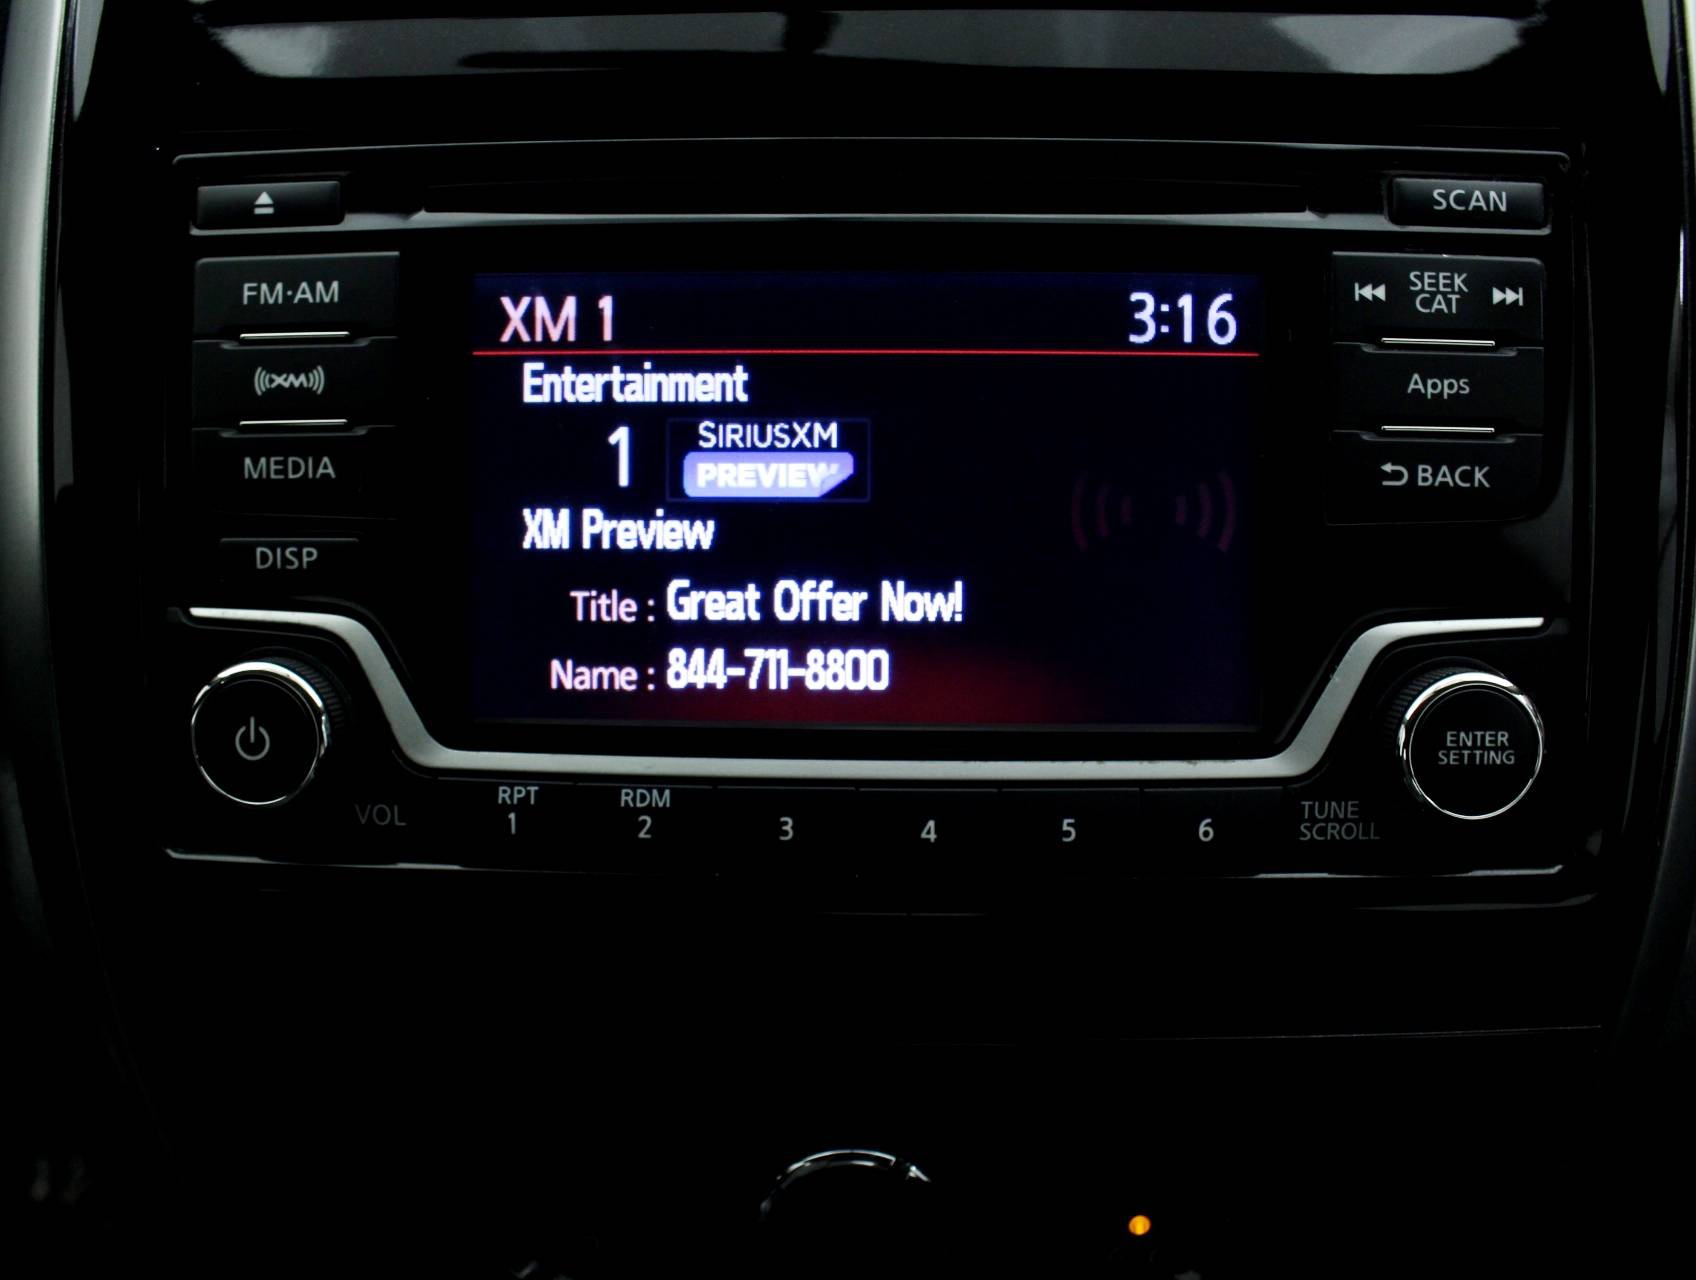 SCAN
FM·AM
XM
MEDIA
DISP
XM 1 3:16
Entertainment
1 SIRIUSXM
PREVIEW
XM Preview
Title : Great Offer Now!
Name : 844-711-8800
SEEK
CAT
Apps
BACK
VOL
RPT
1
RDM
2
3
4
5
6
TUNE
SCROLL
ENTER
SETTING